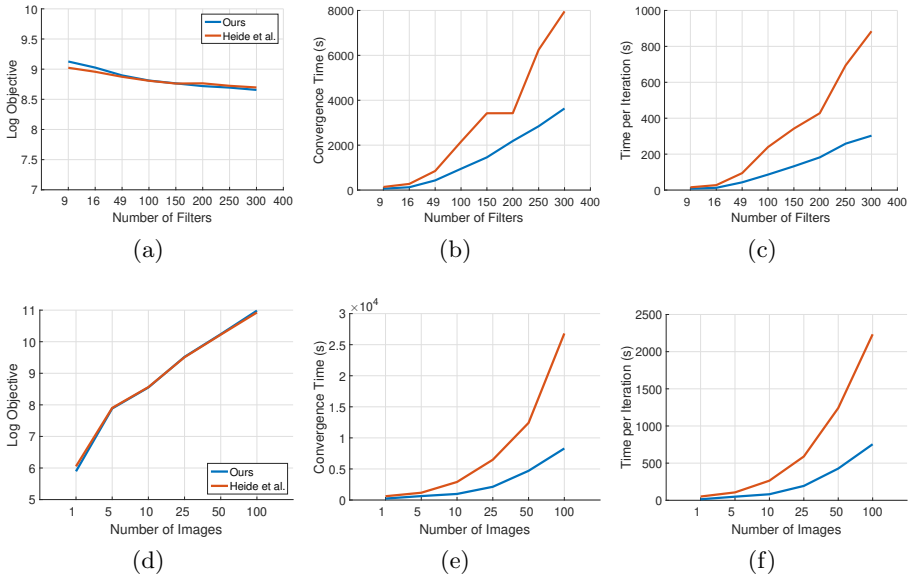 10
9.5
9
8.5
8
7.5
7
Log Objective
Ours
Heide et al.
9 16 49 100 150 200 250 300 400
Number of Filters
(a)
8000
6000
4000
2000
0
Convergence Time (s)
9 16 49 100 150 200 250 300 400
Number of Filters
(b)
1000
800
600
400
200
0
Time per Iteration (s)
9 16 49 100 150 200 250 300 400
Number of Filters
(c)
11
10
9
8
7
6
5
Log Objective
Ours
Heide et al.
1 5 10 25 50 100
Number of Images
(d)
×10⁴
3
2.5
2
1.5
1
0.5
0
Convergence Time (s)
1 5 10 25 50 100
Number of Images
(e)
2500
2000
1500
1000
500
0
Time per Iteration (s)
1 5 10 25 50 100
Number of Images
(f)